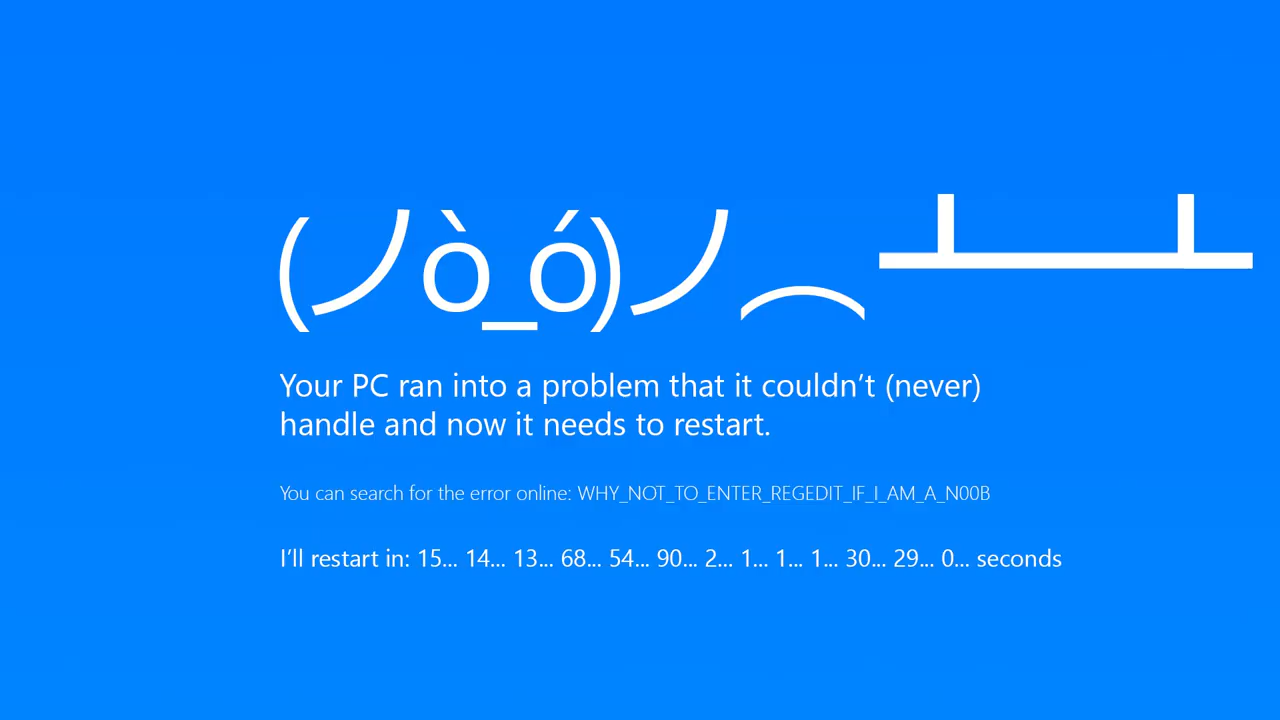 (ノò_ó)ノ︵┻━┻
Your PC ran into a problem that it couldn’t (never)
handle and now it needs to restart.
You can search for the error online: WHY_NOT_TO_ENTER_REGEDIT_IF_I_AM_A_N00B
I’ll restart in: 15... 14... 13... 68... 54... 90... 2... 1... 1... 1... 30... 29... 0... seconds